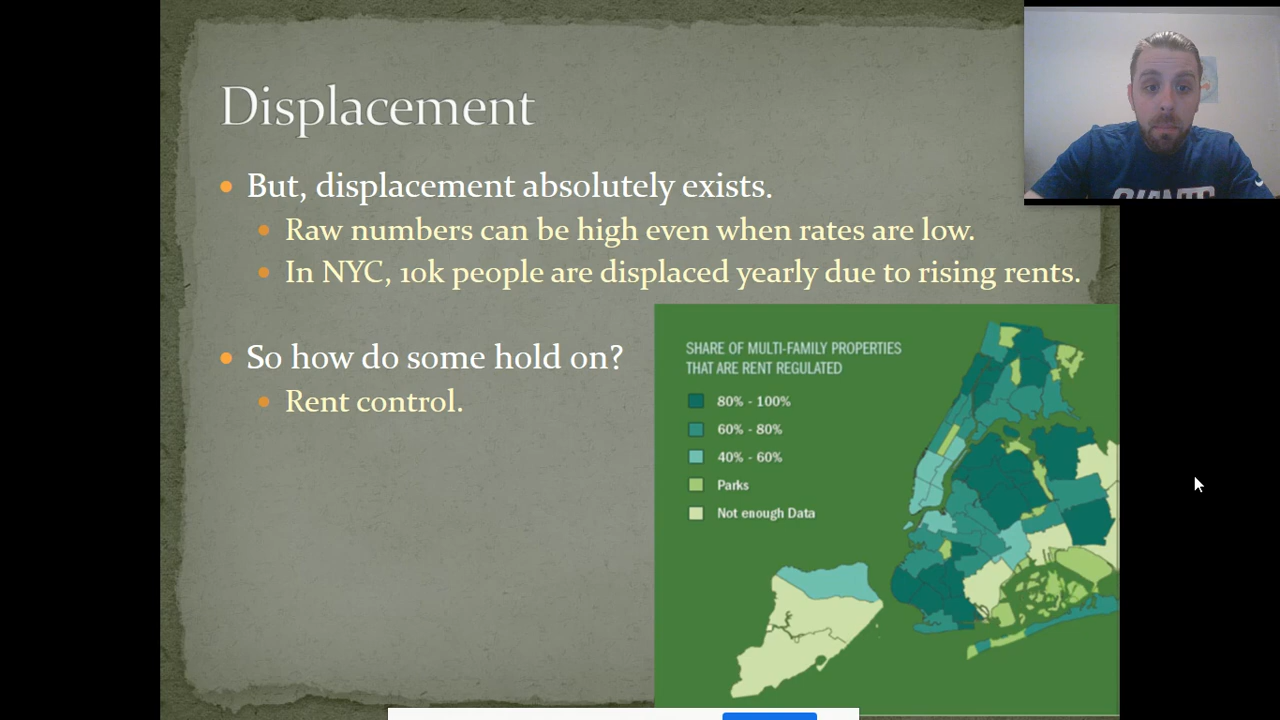 Displacement
But, displacement absolutely exists.
Raw numbers can be high even when rates are low.
In NYC, 10k people are displaced yearly due to rising rents.
So how do some hold on?
Rent control.
SHARE OF MULTI-FAMILY PROPERTIES
THAT ARE RENT REGULATED
80% - 100%
60% - 80%
40% - 60%
Parks
Not enough Data
GIANTS